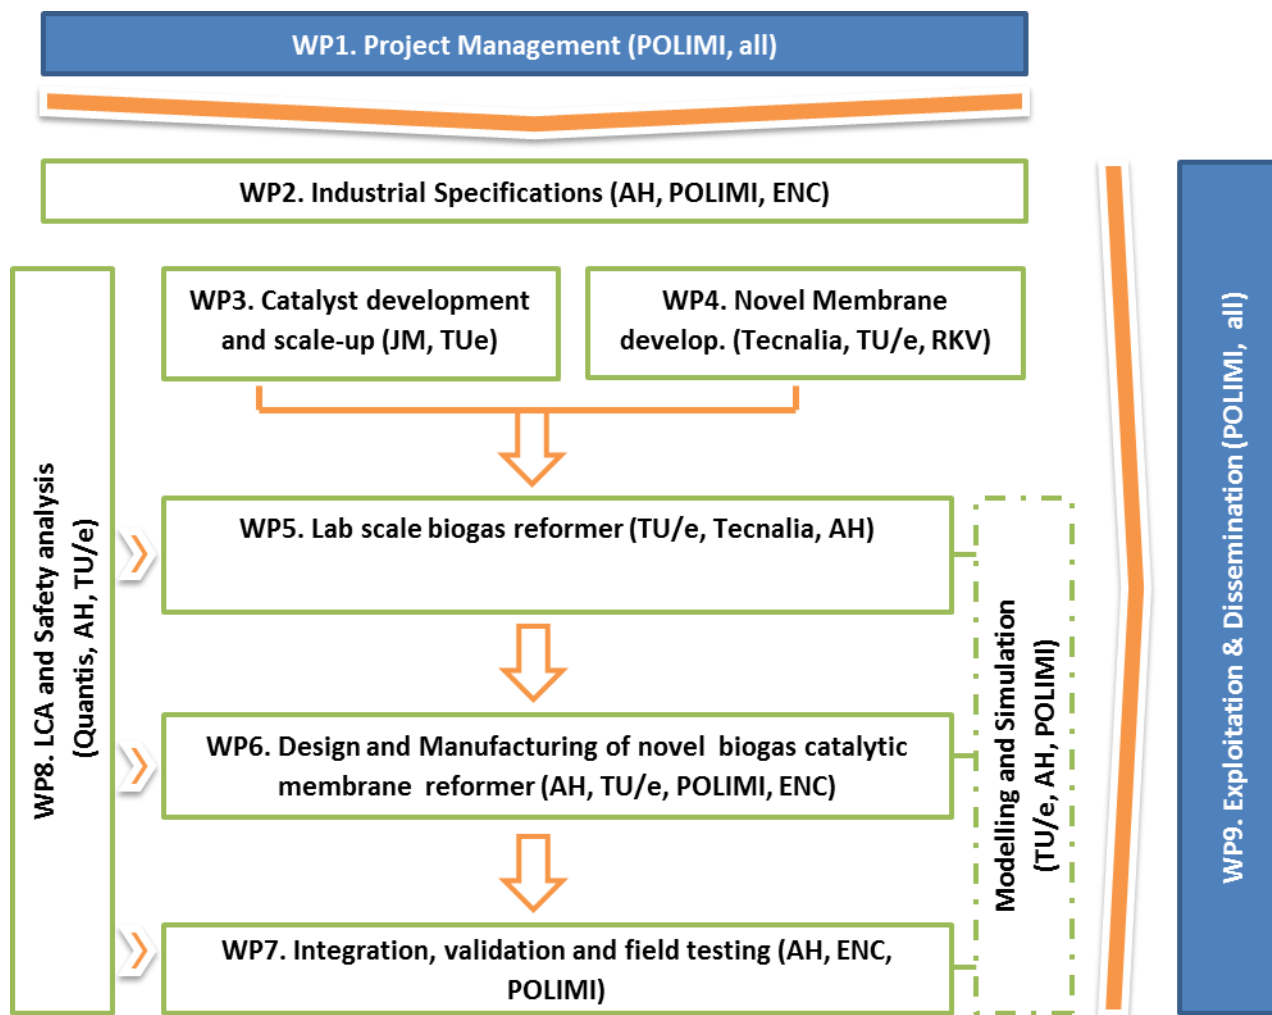 WP1. Project Management (POLIMI, all)
WP2. Industrial Specifications (AH, POLIMI, ENC)
WP3. Catalyst development
and scale-up (JM, TUe)
WP4. Novel Membrane
develop. (Tecnalia, TU/e, RKV)
WP5. Lab scale biogas reformer (TU/e, Tecnalia, AH)
WP6. Design and Manufacturing of novel biogas catalytic
membrane reformer (AH, TU/e, POLIMI, ENC)
WP7. Integration, validation and field testing (AH, ENC,
POLIMI)
WP8. LCA and Safety analysis
(Quantis, AH, TU/e)
Modelling and Simulation
(TU/e, AH, POLIMI)
WP9. Exploitation & Dissemination (POLIMI, all)